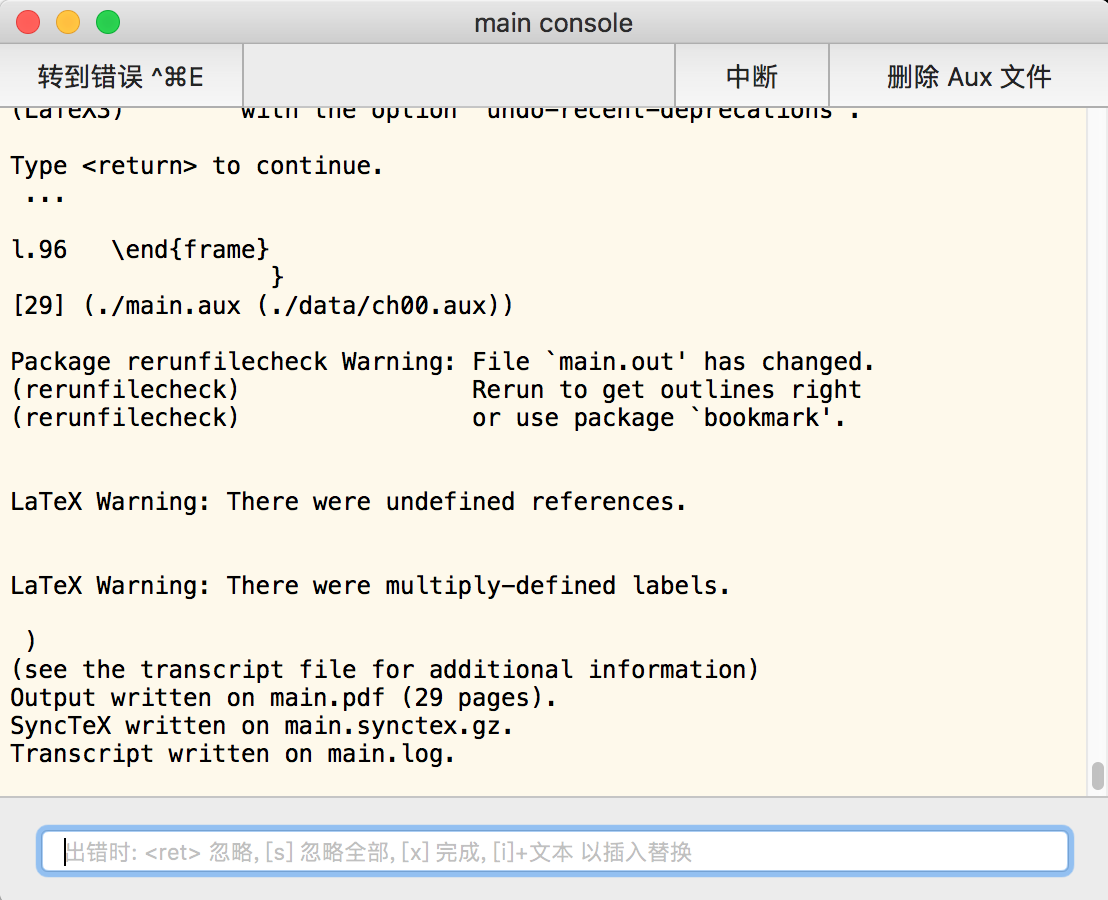 main console
转到错误 ^⌘E 中断 删除 Aux 文件
(LaTeX3) with the option `undo-recent-deprecations'.
Type <return> to continue.
...
l.96 \end{frame}
}
[29] (./main.aux (./data/ch00.aux))
Package rerunfilecheck Warning: File `main.out' has changed.
(rerunfilecheck) Rerun to get outlines right
(rerunfilecheck) or use package `bookmark'.
LaTeX Warning: There were undefined references.
LaTeX Warning: There were multiply-defined labels.
)
(see the transcript file for additional information)
Output written on main.pdf (29 pages).
SyncTeX written on main.synctex.gz.
Transcript written on main.log.
出错时: <ret> 忽略, [s] 忽略全部, [x] 完成, [i]+文本 以插入替换